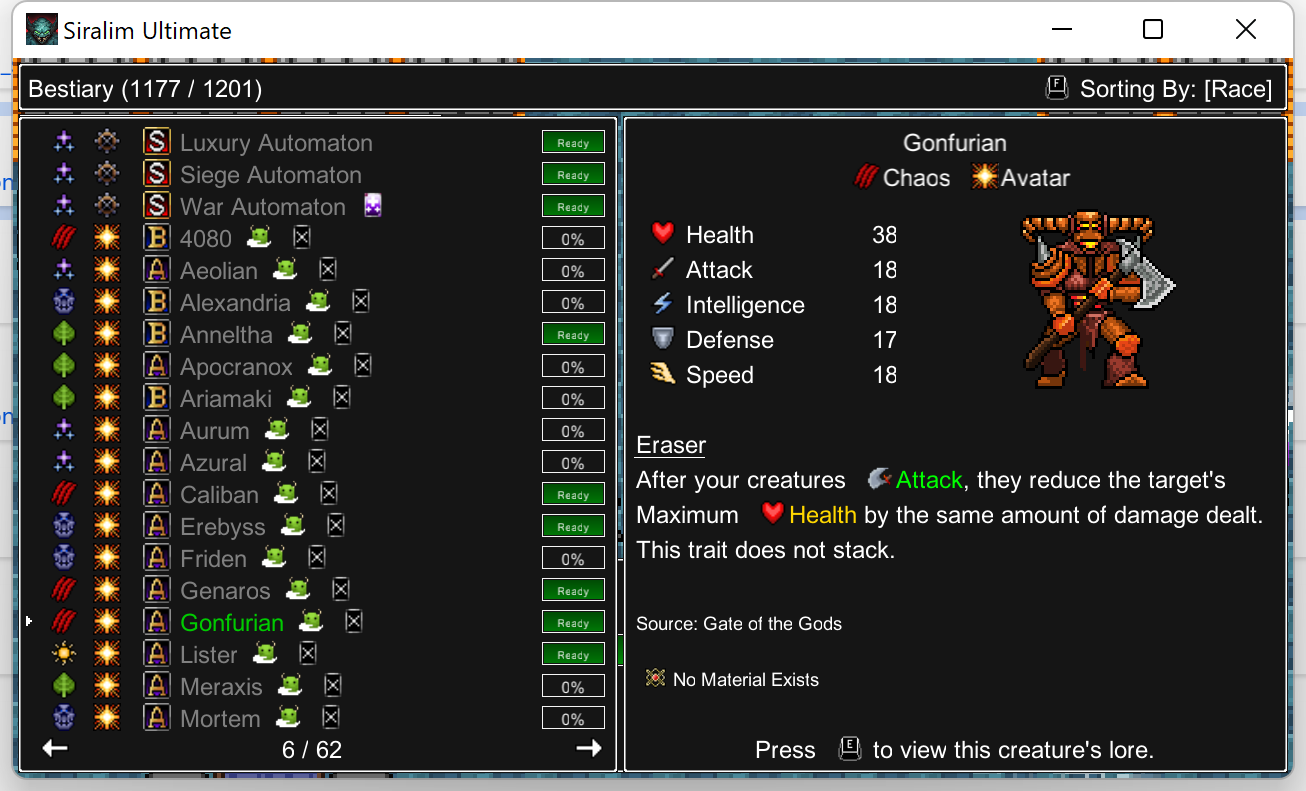 Siralim Ultimate
Bestiary (1177 / 1201)
F Sorting By: [Race]
S Luxury Automaton Ready
S Siege Automaton Ready
S War Automaton Ready
B 4080 0%
A Aeolian 0%
B Alexandria 0%
B Anneltha Ready
A Apocranox 0%
B Ariamaki 0%
A Aurum 0%
A Azural 0%
A Caliban Ready
A Erebyss Ready
A Friden 0%
A Genaros Ready
A Gonfurian Ready
A Lister Ready
A Meraxis 0%
A Mortem 0%
6 / 62
Gonfurian
Chaos Avatar
Health 38
Attack 18
Intelligence 18
Defense 17
Speed 18
Eraser
After your creatures Attack, they reduce the target's
Maximum Health by the same amount of damage dealt.
This trait does not stack.
Source: Gate of the Gods
No Material Exists
Press E to view this creature's lore.